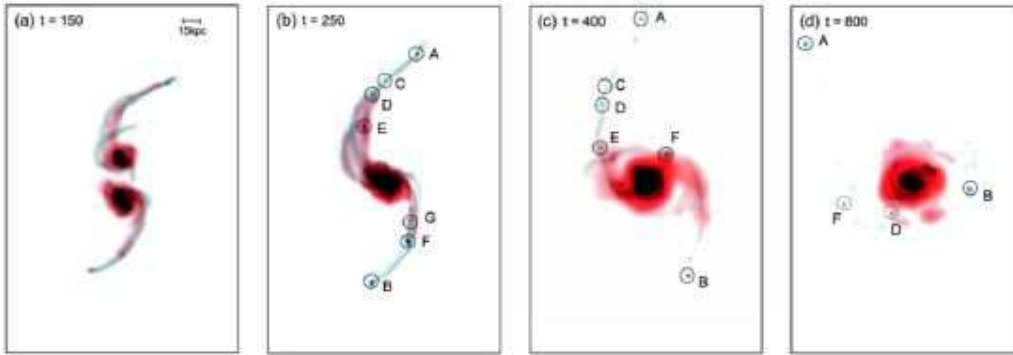 (a) t = 150
15kpc
(b) t = 250
A
C
D
E
G
F
B
(c) t = 400
A
C
D
E
F
B
(d) t = 800
A
B
F
D